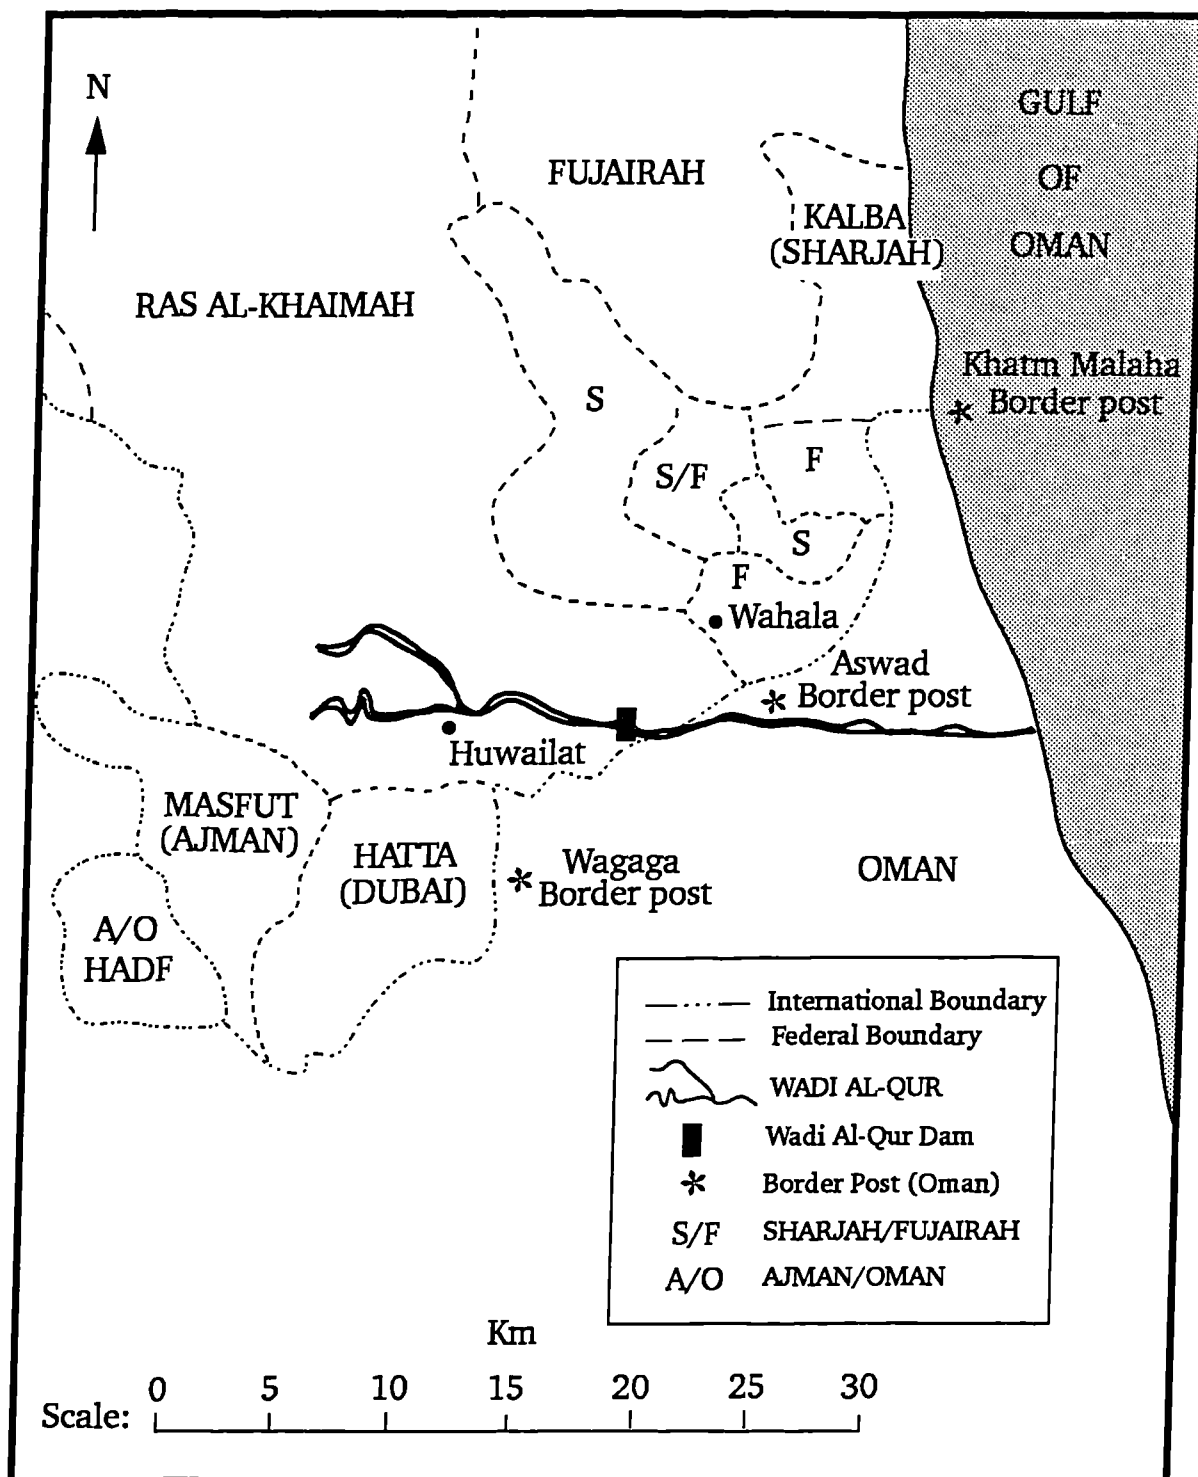 N
GULF
OF
OMAN
FUJAIRAH
KALBA
(SHARJAH)
RAS AL-KHAIMAH
Khatm Malaha
Border post
S
S/F
F
S
F
Wahala
Aswad
Border post
Huwailat
MASFUT
(AJMAN)
HATTA
(DUBAI)
Wagaga
Border post
OMAN
A/O
HADF
International Boundary
Federal Boundary
WADI AL-QUR
Wadi Al-Qur Dam
Border Post (Oman)
S/F SHARJAH/FUJAIRAH
A/O AJMAN/OMAN
Km
0 5 10 15 20 25 30
Scale: